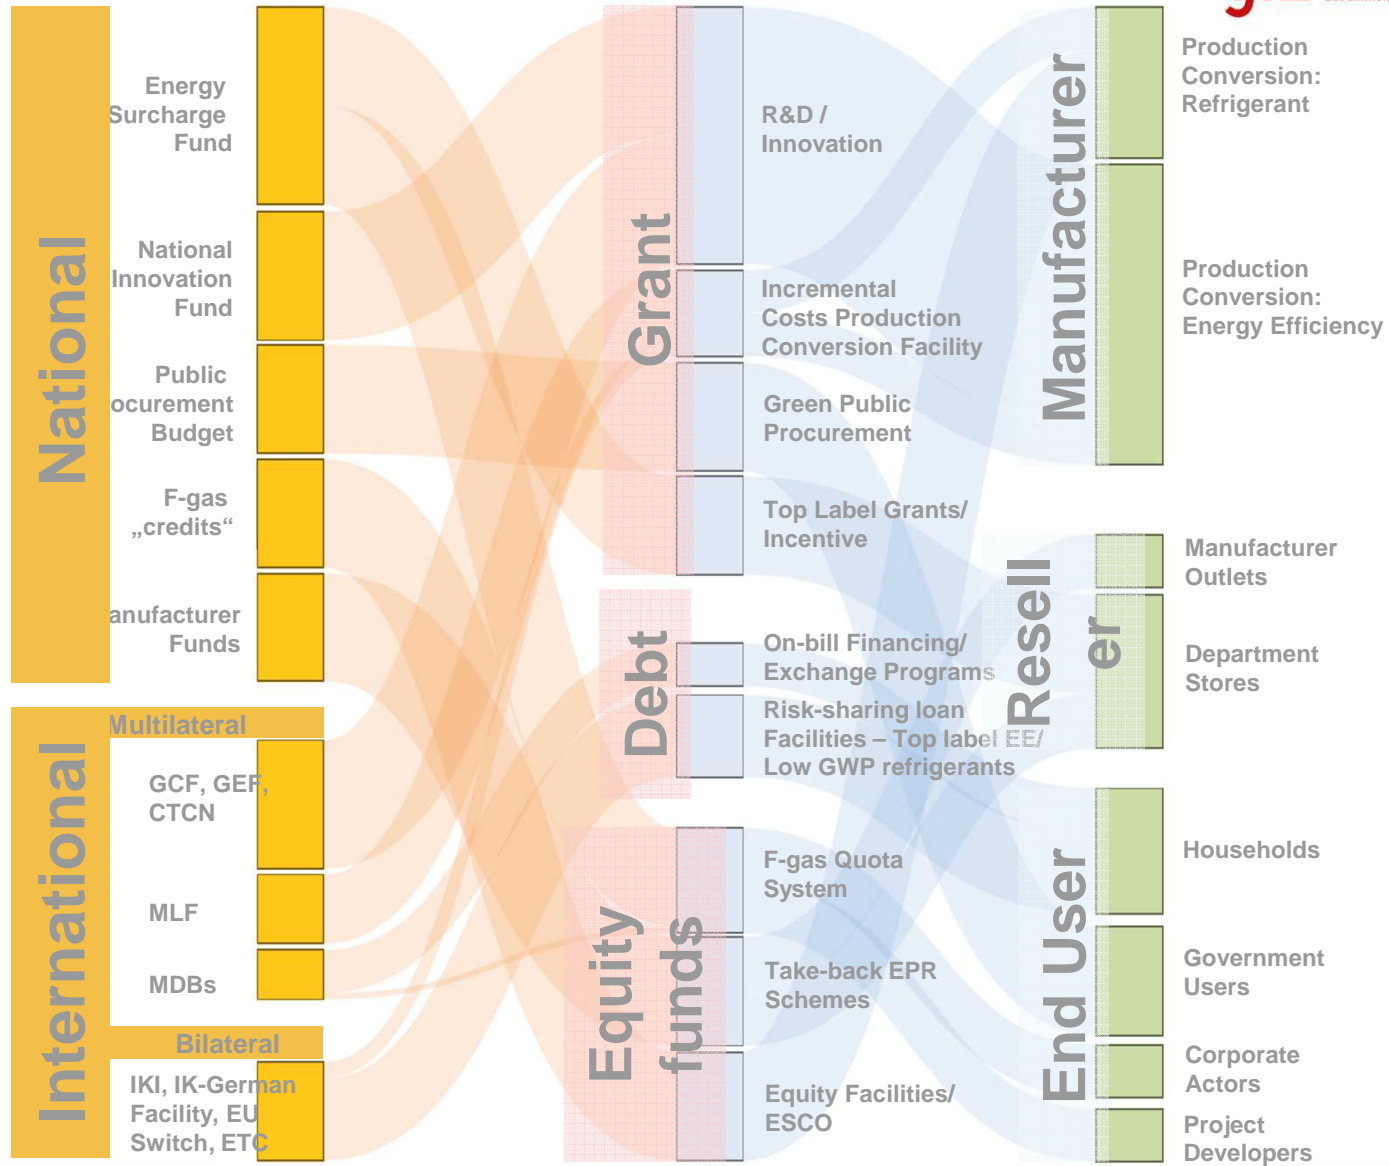 National
Energy
Surcharge
Fund
National
Innovation
Fund
Public
ocurement
Budget
F-gas
„credits“
anufacturer
Funds
International
Multilateral
GCF, GEF,
CTCN
MLF
MDBs
Bilateral
IKI, IK-German
Facility, EU
Switch, ETC
Grant
R&D /
Innovation
Incremental
Costs Production
Conversion Facility
Green Public
Procurement
Top Label Grants/
Incentive
Debt
On-bill Financing/
Exchange Programs
Risk-sharing loan
Facilities – Top label EE/
Low GWP refrigerants
Equity
funds
F-gas Quota
System
Take-back EPR
Schemes
Equity Facilities/
ESCO
Manufacturer
Production
Conversion:
Refrigerant
Production
Conversion:
Energy Efficiency
Resell
er
Manufacturer
Outlets
Department
Stores
End User
Households
Government
Users
Corporate
Actors
Project
Developers